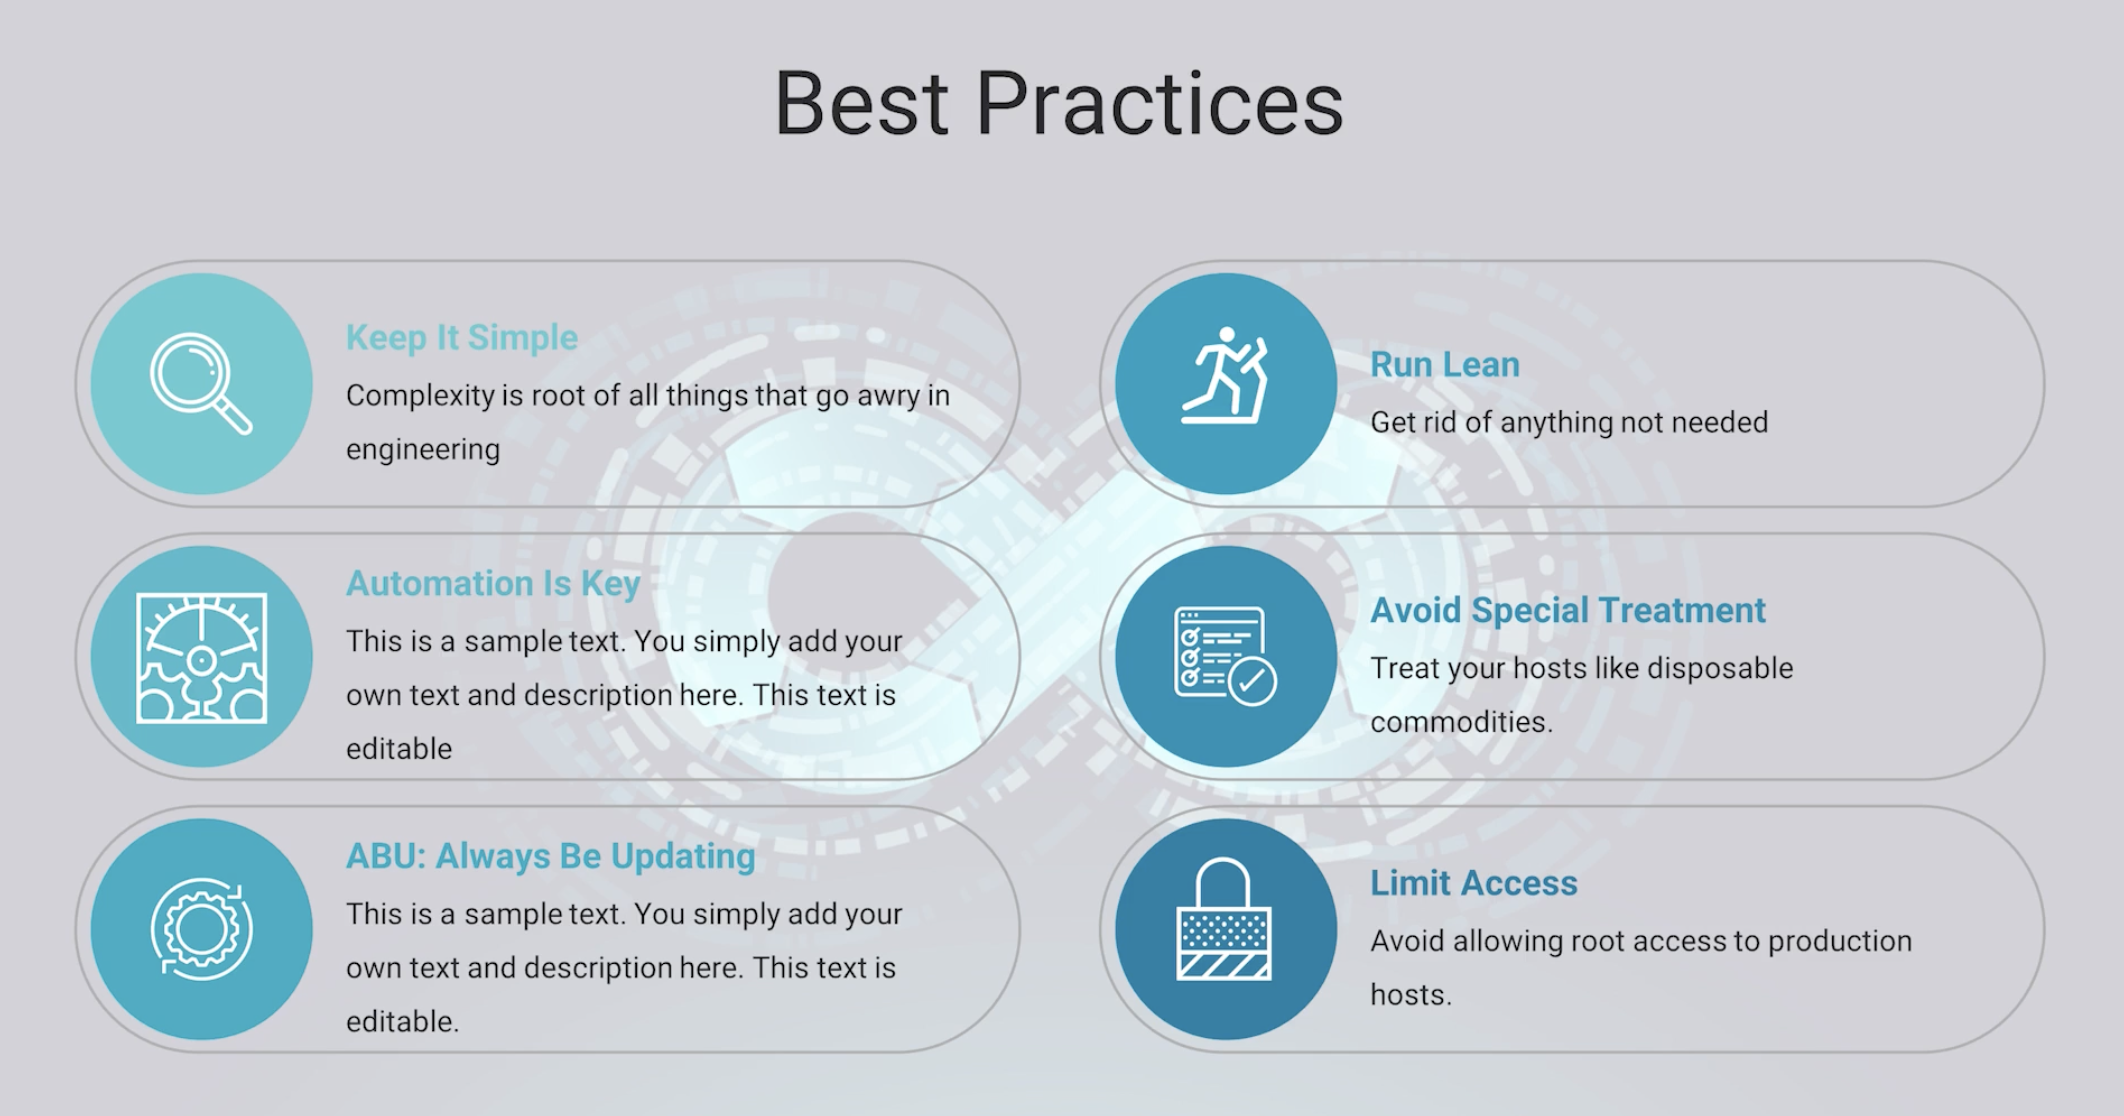 Best Practices
Keep It Simple
Complexity is root of all things that go awry in
engineering
Automation Is Key
This is a sample text. You simply add your
own text and description here. This text is
editable
ABU: Always Be Updating
This is a sample text. You simply add your
own text and description here. This text is
editable.
Run Lean
Get rid of anything not needed
Avoid Special Treatment
Treat your hosts like disposable
commodities.
Limit Access
Avoid allowing root access to production
hosts.